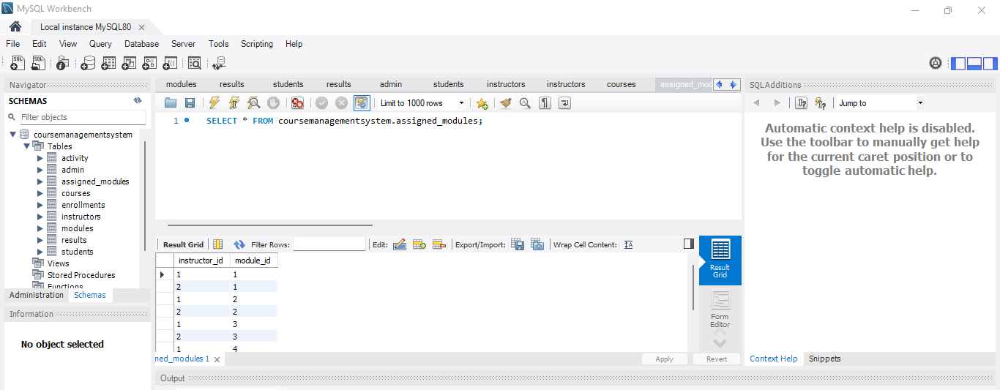 MySQL Workbench
Local instance MySQL80
File Edit View Query Database Server Tools Scripting Help
Navigator
SCHEMAS
Filter objects
coursemanagementsystem
Tables
activity
admin
assigned_modules
courses
enrollments
instructors
modules
results
students
Views
Stored Procedures
Functions
Administration Schemas
Information
No object selected
modules results students results admin students instructors instructors courses assigned_mod
Limit to 1000 rows
1 SELECT * FROM coursemanagementsystem.assigned_modules;
Result Grid Filter Rows: Edit: Export/Import: Wrap Cell Content:
instructor_id module_id
1 1
2 1
1 2
2 2
1 3
2 3
1 4
Result
Grid
Form
Editor
ned_modules 1
Apply Revert
Output
SQLAdditions
Jump to
Automatic context help is disabled.
Use the toolbar to manually get help
for the current caret position or to
toggle automatic help.
Context Help Snippets